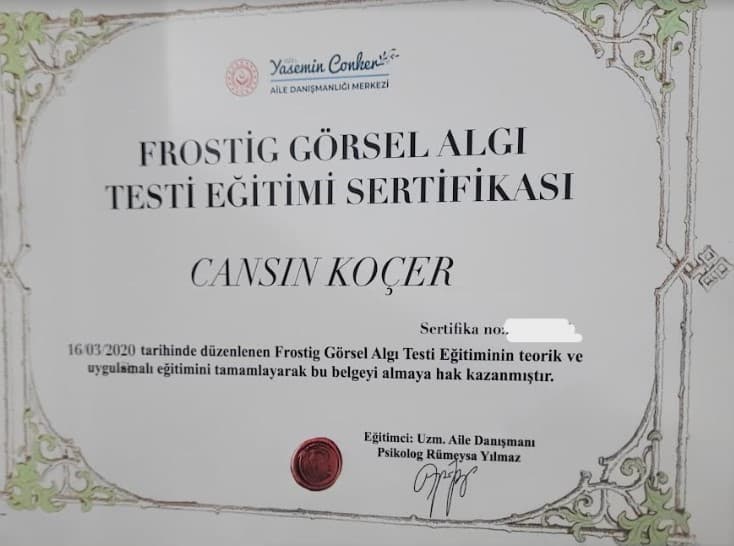 Yasemin Conker
AİLE DANIŞMANLIĞI MERKEZİ
FROSTİG GÖRSEL ALGI
TESTİ EĞİTİMİ SERTİFİKASI
CANSIN KOÇER
Sertifika no:
16/03/2020 tarihinde düzenlenen Frostig Görsel Algı Testi Eğitiminin teorik ve
uygulamalı eğitimini tamamlayarak bu belgeyi almaya hak kazanmıştır.
Eğitimci: Uzm. Aile Danışmanı
Psikolog Rümeysa Yılmaz